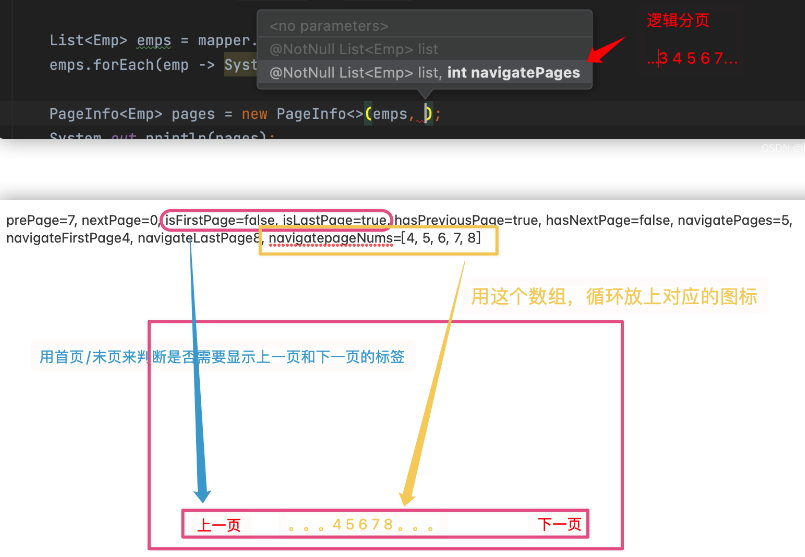 <no parameters>
@NotNull List<Emp> list
@NotNull List<Emp> list, int navigatePages
逻辑分页
...3 4 5 6 7...
List<Emp> emps = mapper.
emps.forEach(emp -> Syst
PageInfo<Emp> pages = new PageInfo<>(emps, );
System.out.println(pages);
CSDN @
prePage=7, nextPage=0, isFirstPage=false, isLastPage=true, hasPreviousPage=true, hasNextPage=false, navigatePages=5,
navigateFirstPage4, navigateLastPage8, navigatepageNums=[4, 5, 6, 7, 8]
用这个数组，循环放上对应的图标
用首页/末页来判断是否需要显示上一页和下一页的标签
上一页
。。。4 5 6 7 8 。。。
下一页